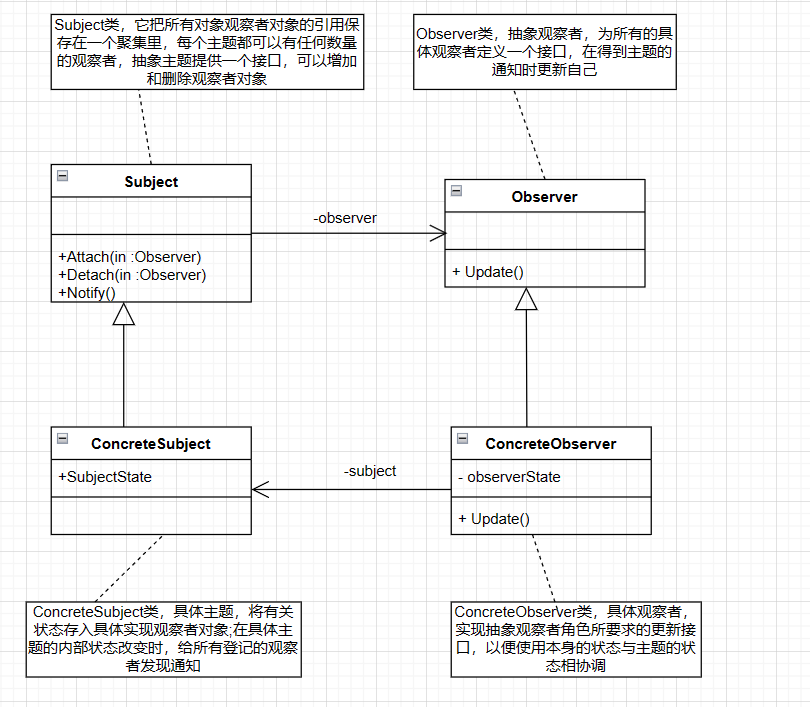 Subject类，它把所有对象观察者对象的引用保
存在一个聚集里，每个主题都可以有任何数量
的观察者，抽象主题提供一个接口，可以增加
和删除观察者对象
Observer类，抽象观察者，为所有的具
体观察者定义一个接口，在得到主题的
通知时更新自己
Subject
+Attach(in :Observer)
+Detach(in :Observer)
+Notify()
-observer
Observer
+ Update()
ConcreteSubject
+SubjectState
-subject
ConcreteObserver
- observerState
+ Update()
ConcreteSubject类，具体主题，将有关
状态存入具体实现观察者对象;在具体主
题的内部状态改变时，给所有登记的观察
者发现通知
ConcreteObserver类，具体观察者，
实现抽象观察者角色所要求的更新接
口，以便使用本身的状态与主题的状
态相协调